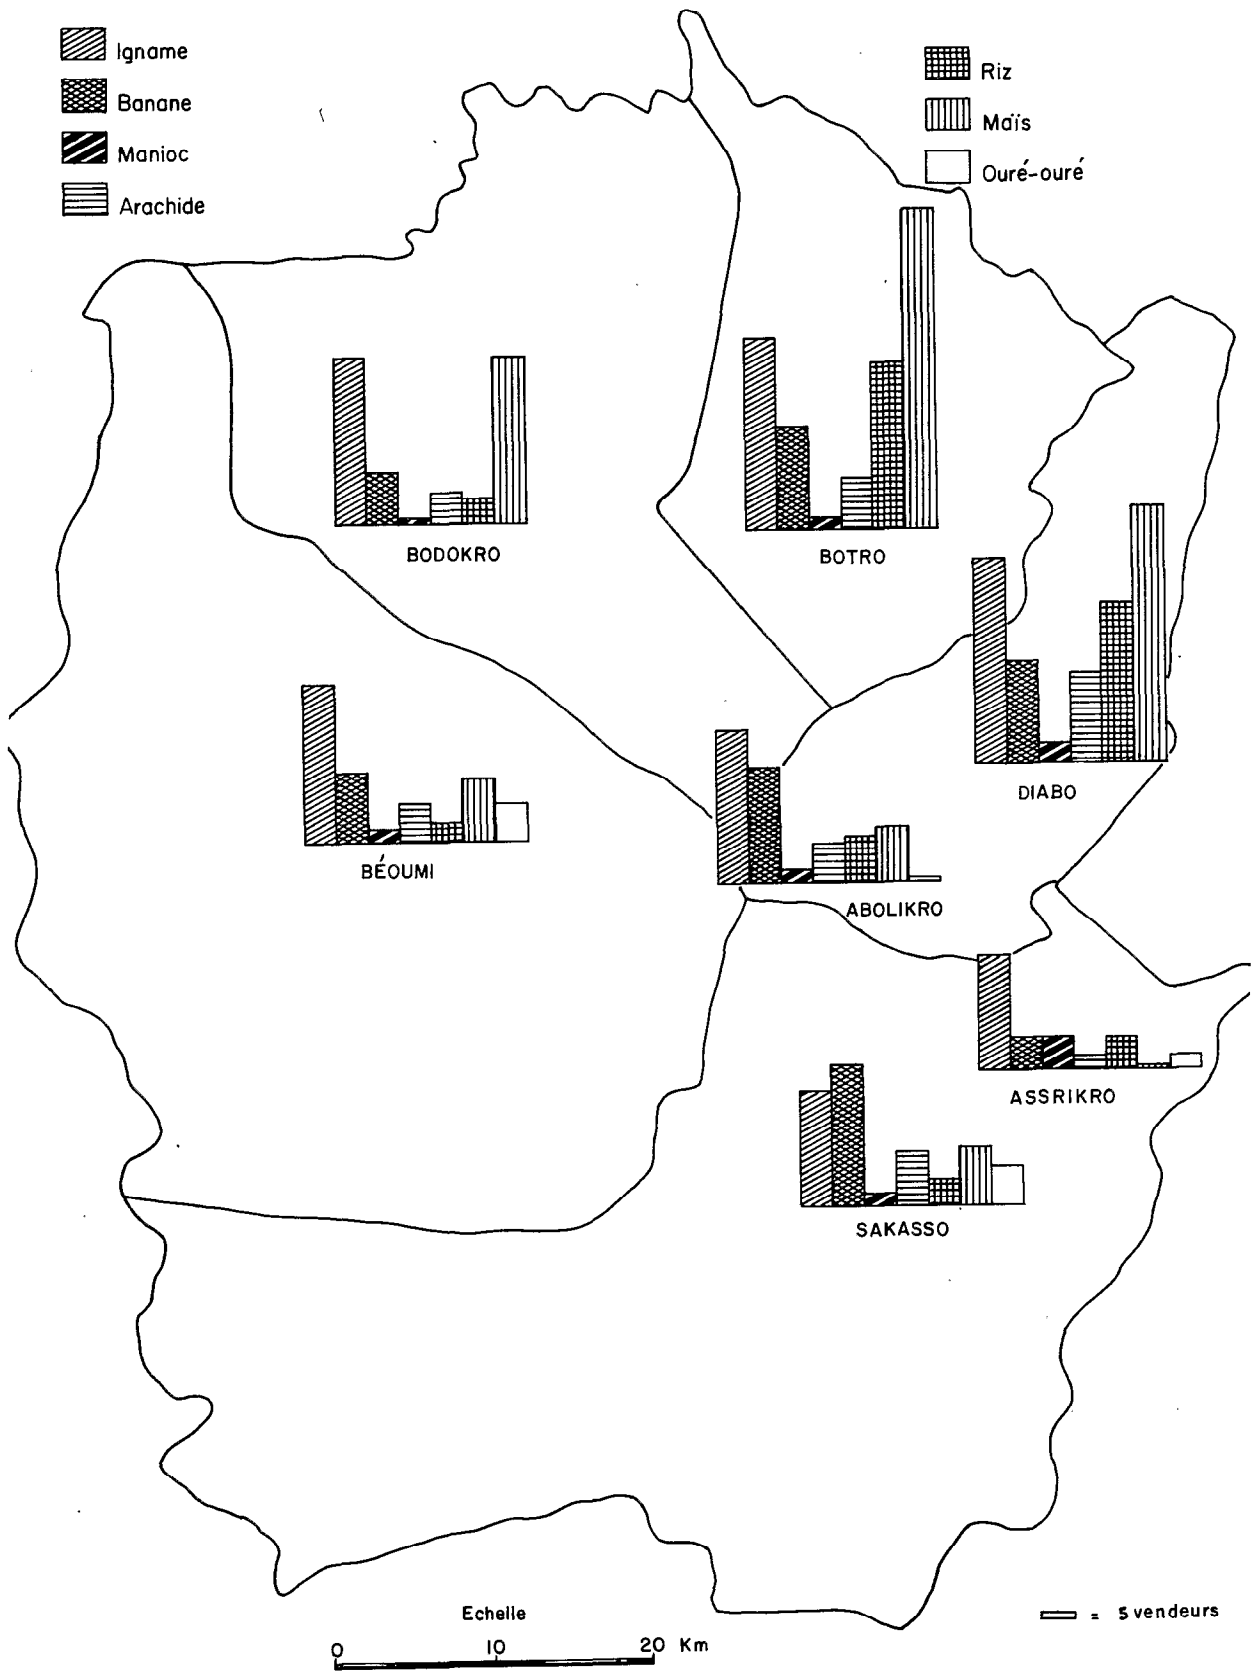 Igname
Banane
Manioc
Arachide
Riz
Maïs
Ouré-ouré
BODOKRO
BOTRO
DIABO
BÉOUMI
ABOLIKRO
ASSRIKRO
SAKASSO
Echelle
0 10 20 Km
= 5 vendeurs